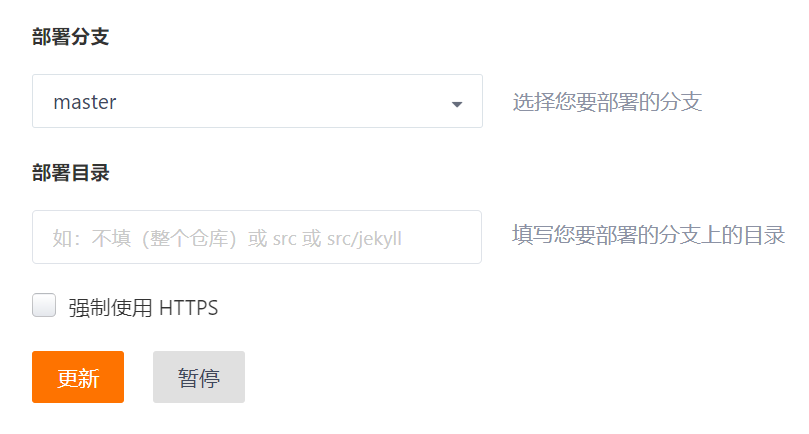 部署分支
master
选择您要部署的分支
部署目录
如：不填（整个仓库）或 src 或 src/jekyll
填写您要部署的分支上的目录
强制使用 HTTPS
更新
暂停